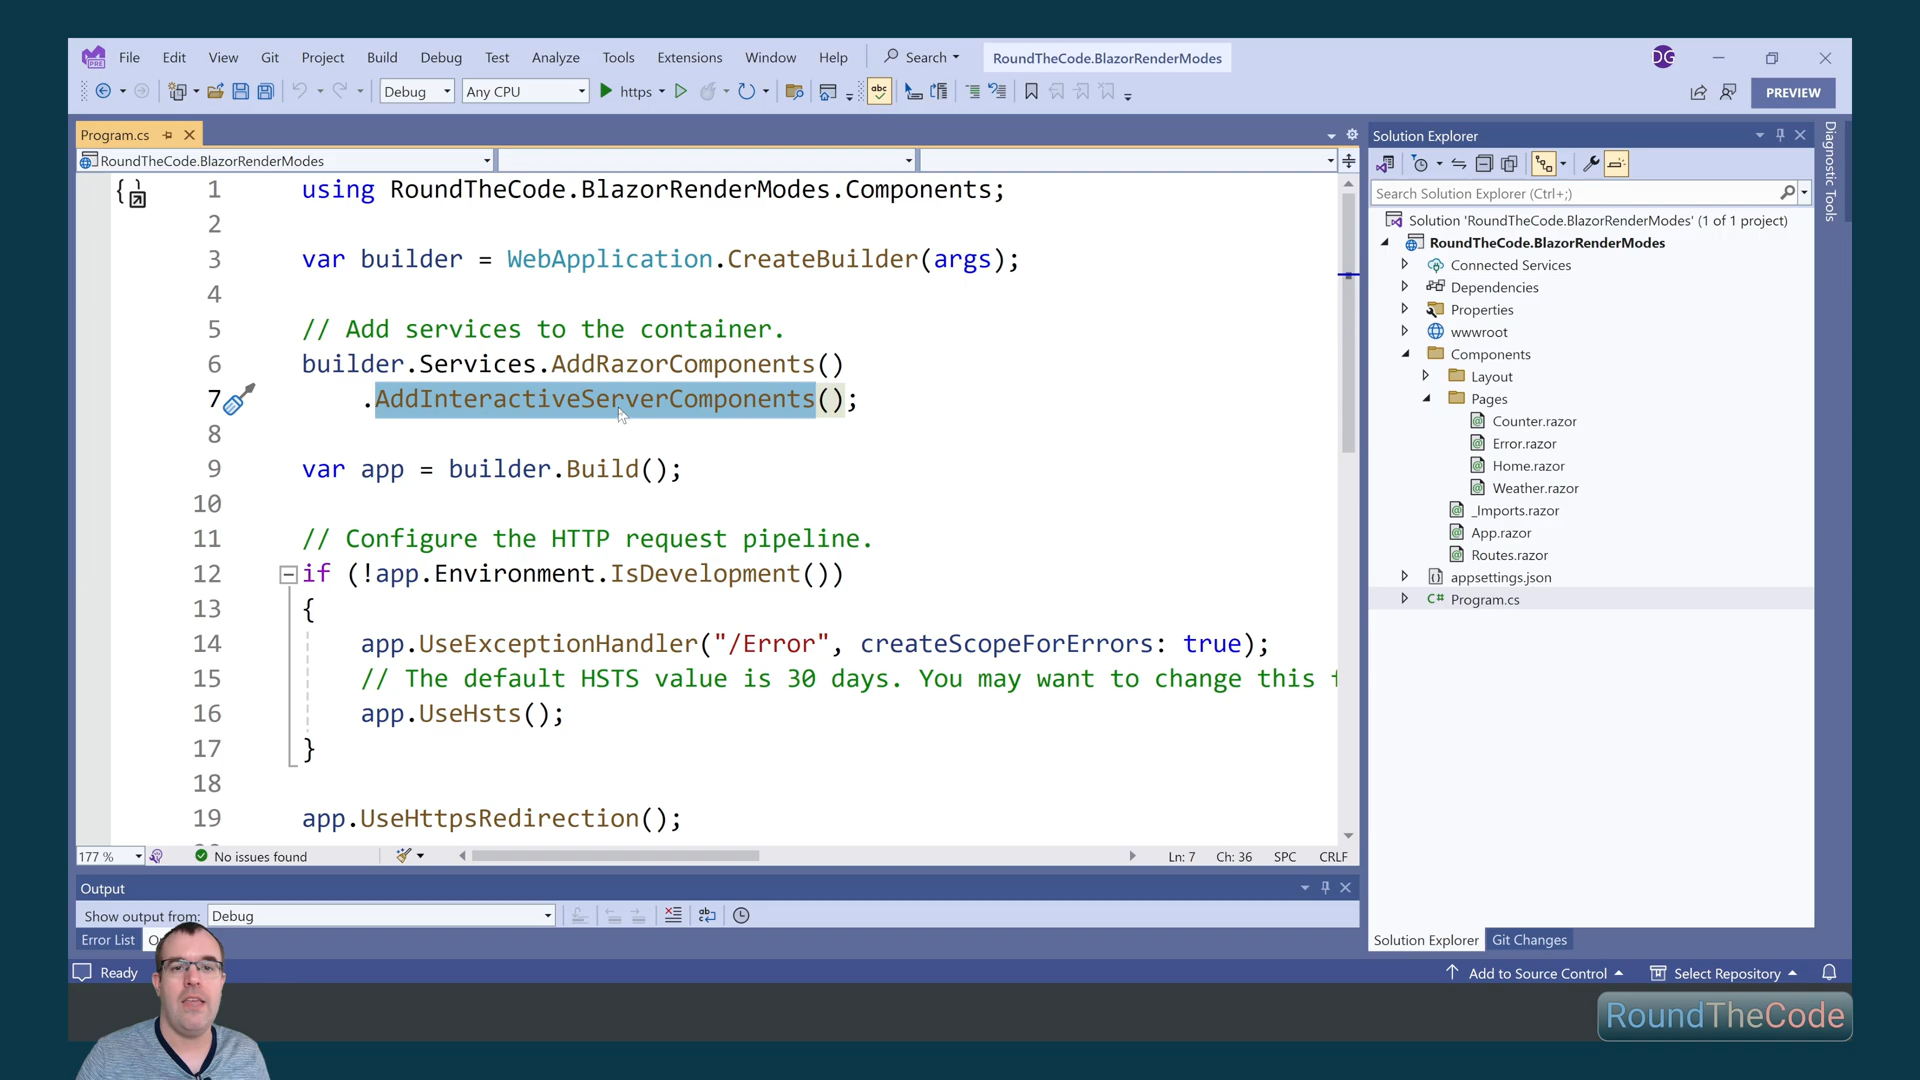 File Edit View Git Project Build Debug Test Analyze Tools Extensions Window Help Search RoundTheCode.BlazorRenderModes DG
Debug Any CPU https abc PREVIEW
Program.cs
RoundTheCode.BlazorRenderModes
1 using RoundTheCode.BlazorRenderModes.Components;
2
3 var builder = WebApplication.CreateBuilder(args);
4
5 // Add services to the container.
6 builder.Services.AddRazorComponents()
7 .AddInteractiveServerComponents();
8
9 var app = builder.Build();
10
11 // Configure the HTTP request pipeline.
12 if (!app.Environment.IsDevelopment())
13 {
14 app.UseExceptionHandler("/Error", createScopeForErrors: true);
15 // The default HSTS value is 30 days. You may want to change this f
16 app.UseHsts();
17 }
18
19 app.UseHttpsRedirection();
177 % No issues found Ln: 7 Ch: 36 SPC CRLF
Output
Show output from: Debug
Error List
Ready
Solution Explorer
Search Solution Explorer (Ctrl+;)
Solution 'RoundTheCode.BlazorRenderModes' (1 of 1 project)
RoundTheCode.BlazorRenderModes
Connected Services
Dependencies
Properties
wwwroot
Components
Layout
Pages
Counter.razor
Error.razor
Home.razor
Weather.razor
_Imports.razor
App.razor
Routes.razor
appsettings.json
C# Program.cs
Solution Explorer Git Changes
Diagnostic Tools
Add to Source Control Select Repository
RoundTheCode